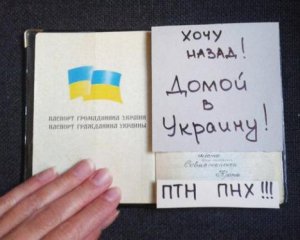 ПАСПОРТ ГРОМАДЯНИНА УКРАЇНИ
ПАСПОРТ ГРАЖДАНИНА УКРАИНЫ
ХОЧУ
НАЗАД!
Домой
в
Украину!
ПТН ПНХ!!!